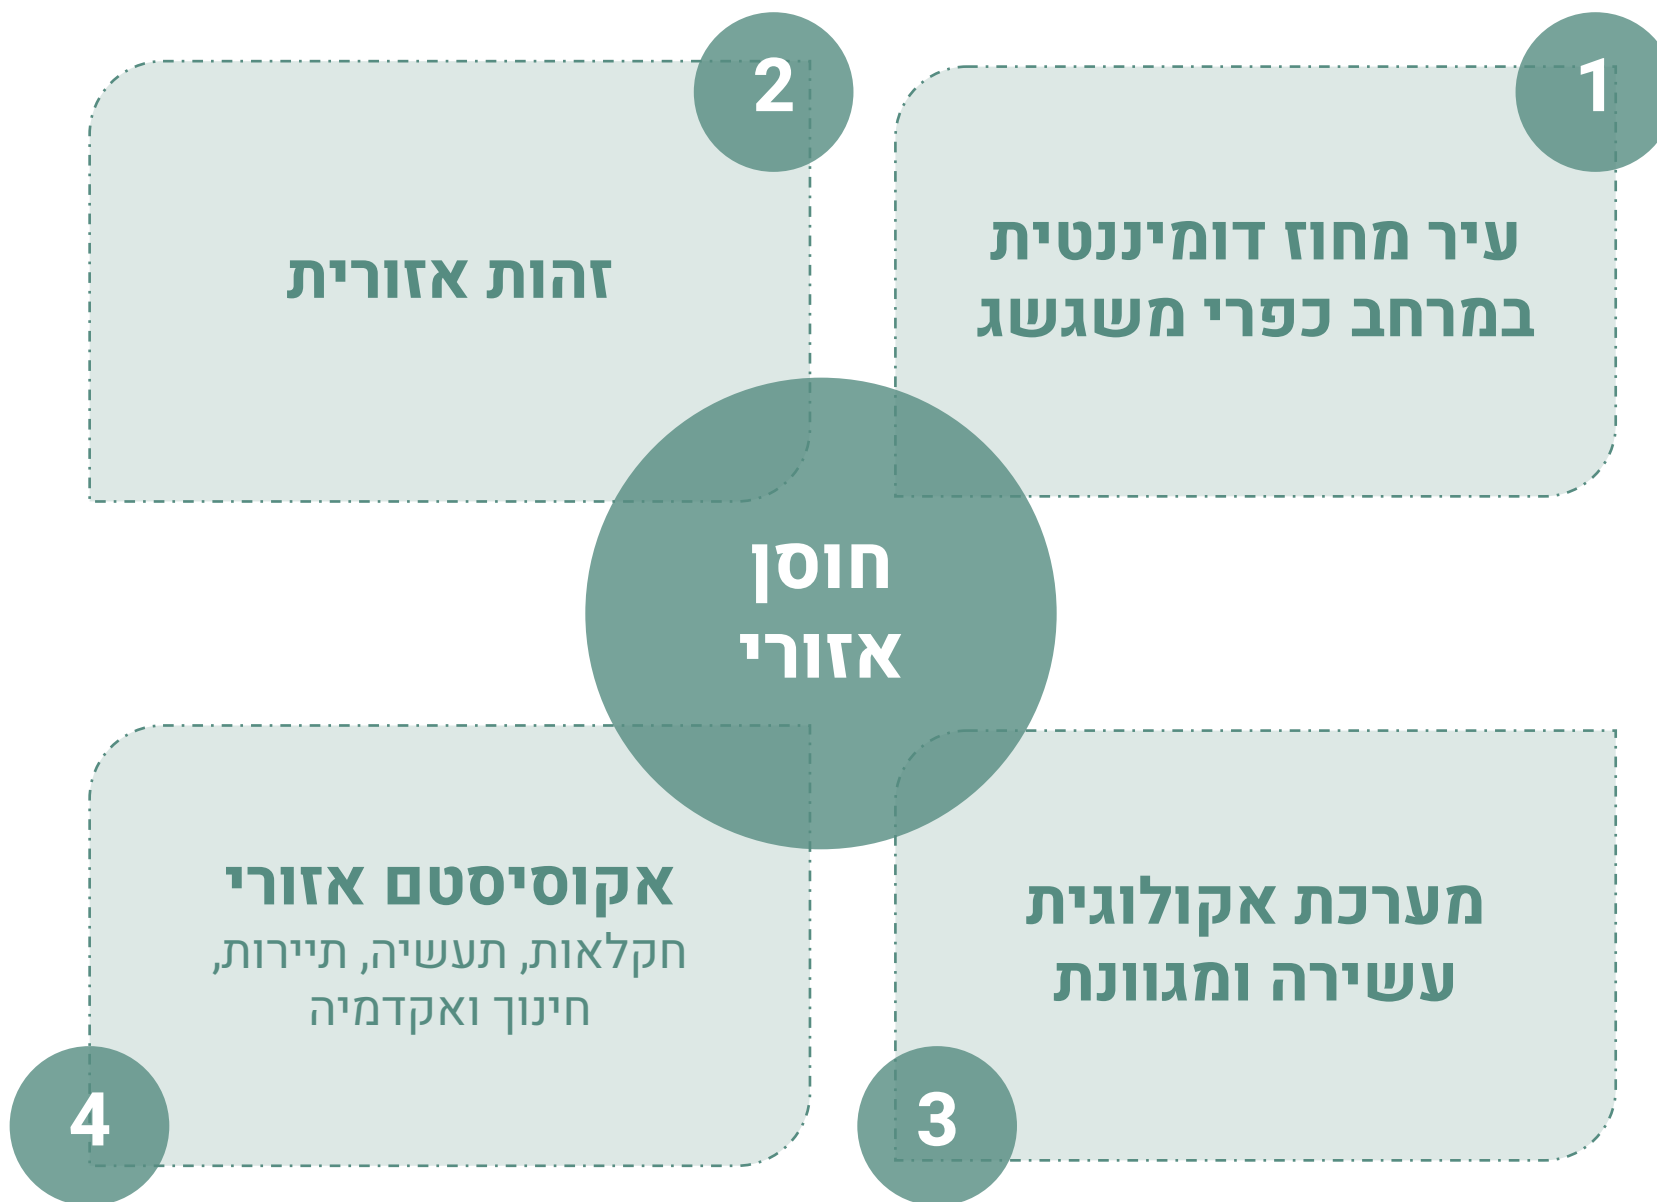 1
עיר מחוז דומיננטית
במרחב כפרי משגשג
2
זהות אזורית
חוסן
אזורי
3
מערכת אקולוגית
עשירה ומגוונת
4
אקוסיסטם אזורי
חקלאות, תעשיה, תיירות,
חינוך ואקדמיה